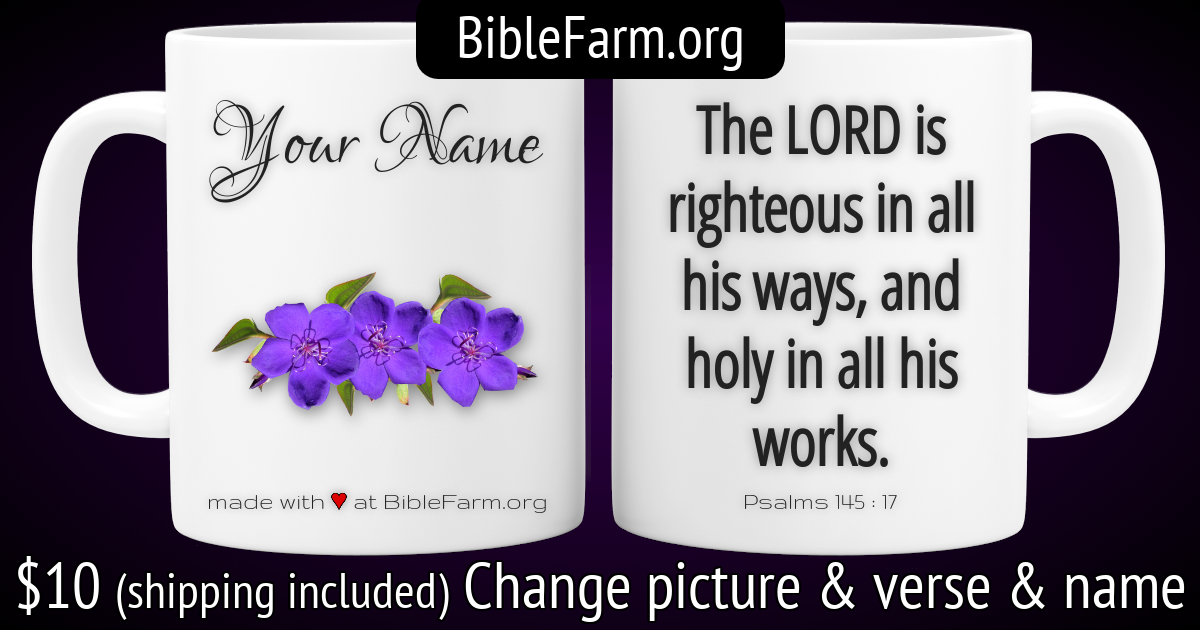 BibleFarm.org
Your Name
made with ♥ at BibleFarm.org
The LORD is
righteous in all
his ways, and
holy in all his
works.
Psalms 145 : 17
$10 (shipping included) Change picture & verse & name